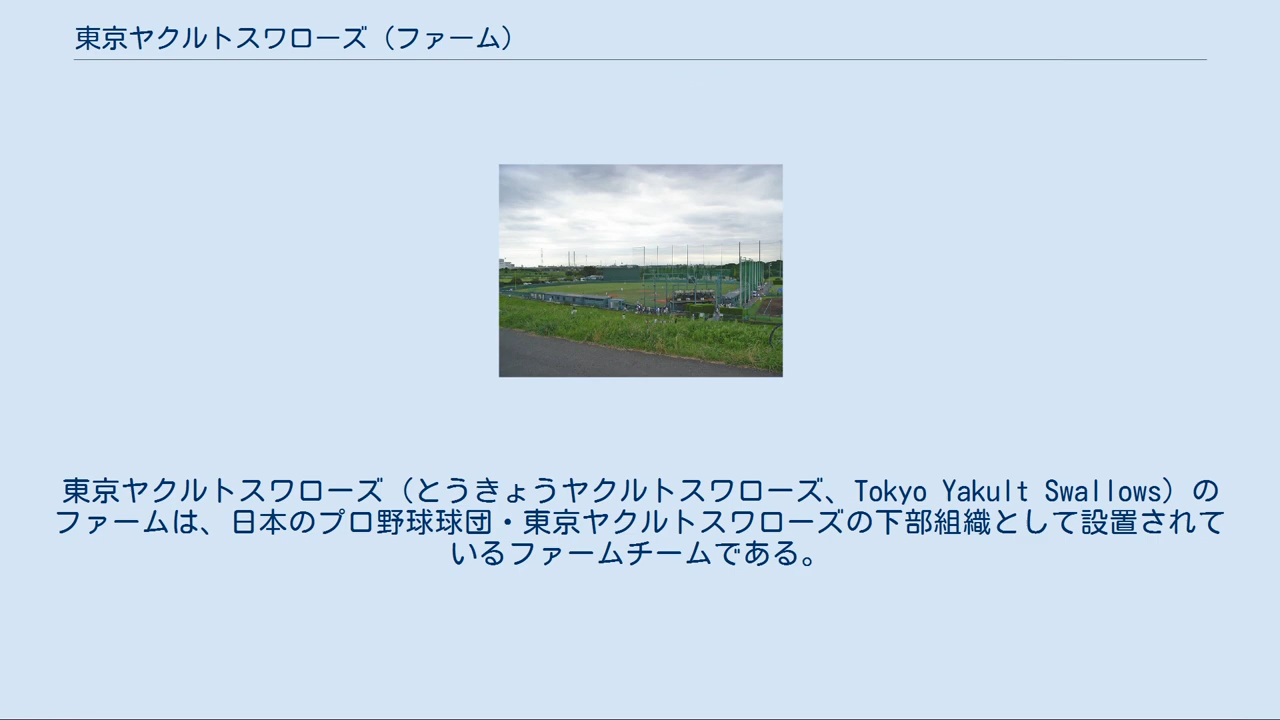 東京ヤクルトスワローズ（ファーム）
東京ヤクルトスワローズ（とうきょうヤクルトスワローズ、Tokyo Yakult Swallows）の
ファームは、日本のプロ野球球団・東京ヤクルトスワローズの下部組織として設置されて
いるファームチームである。